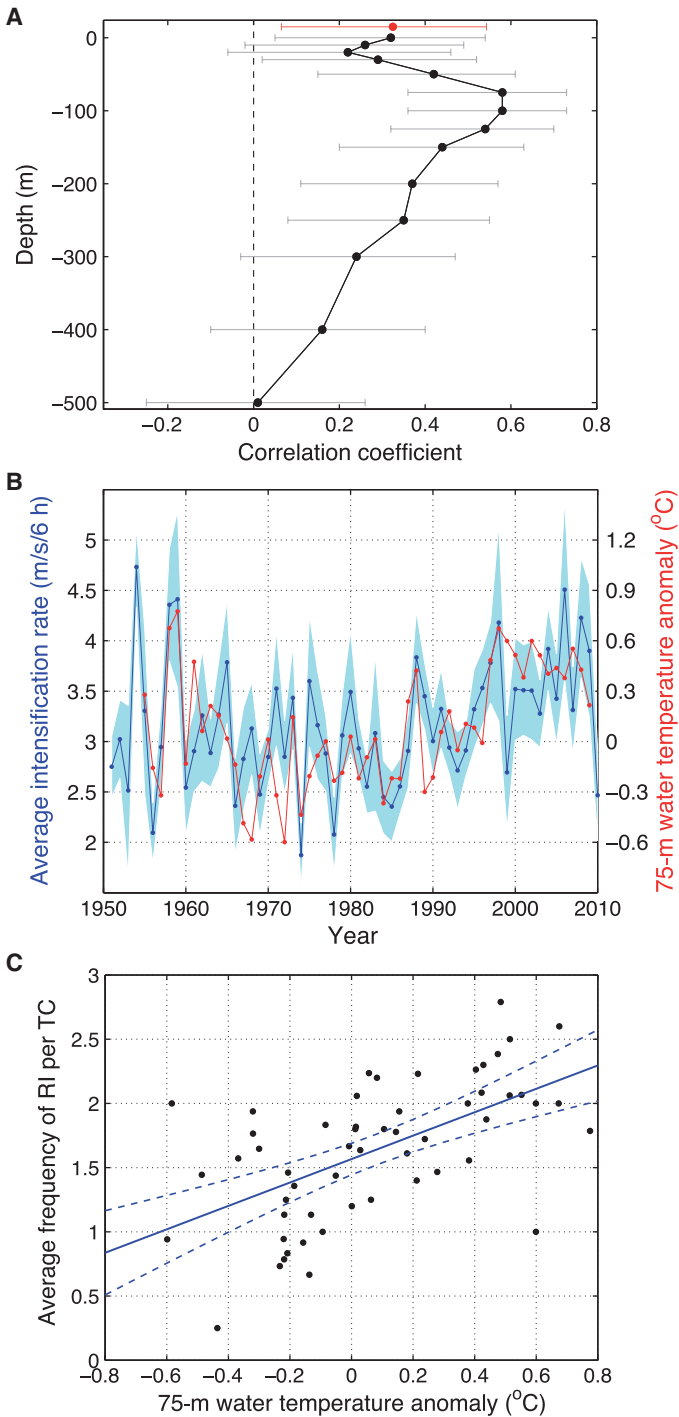 A
0
−100
−200
−300
−400
−500
Depth (m)
−0.2 0 0.2 0.4 0.6 0.8
Correlation coefficient
B
Average intensification rate (m/s/6 h)
5
4.5
4
3.5
3
2.5
2
1.2
0.9
0.6
0.3
0
−0.3
−0.6
75-m water temperature anomaly (°C)
1950 1960 1970 1980 1990 2000 2010
Year
C
Average frequency of RI per TC
3
2.5
2
1.5
1
0.5
0
−0.8 −0.6 −0.4 −0.2 0 0.2 0.4 0.6 0.8
75-m water temperature anomaly (°C)